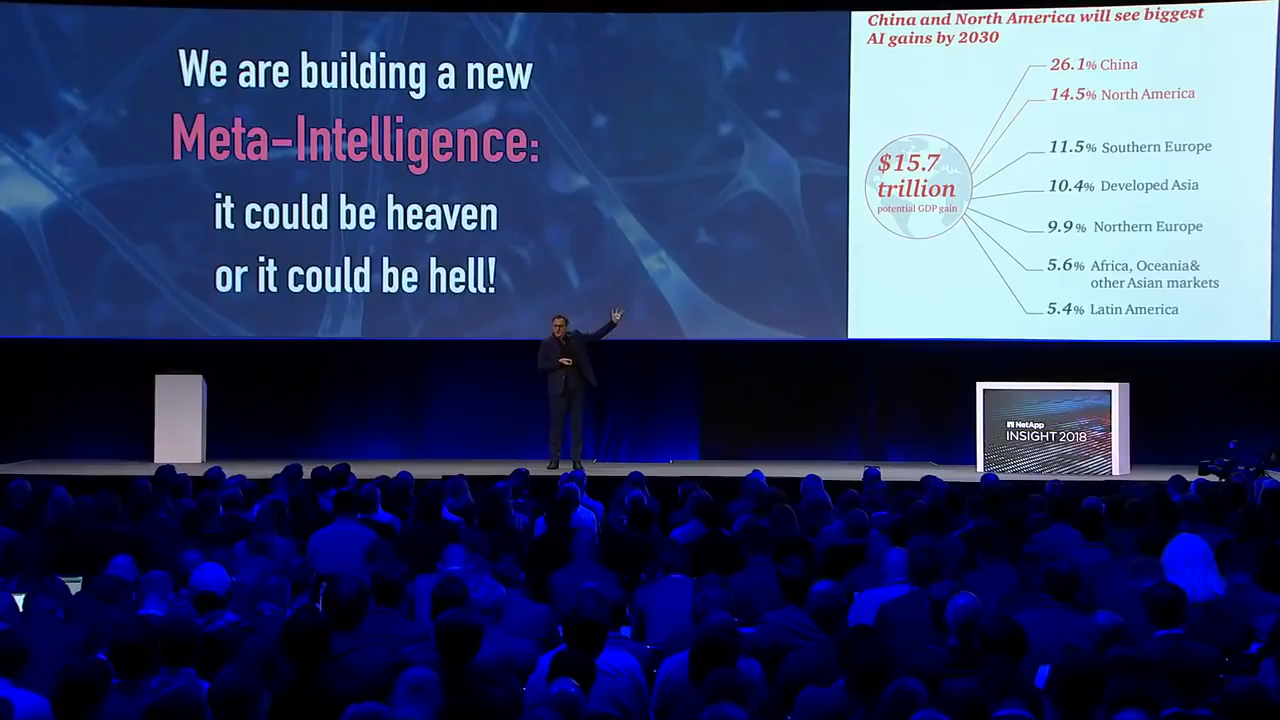 We are building a new
Meta-Intelligence:
it could be heaven
or it could be hell!
China and North America will see biggest
AI gains by 2030
26.1% China
14.5% North America
11.5% Southern Europe
10.4% Developed Asia
9.9% Northern Europe
5.6% Africa, Oceania&
other Asian markets
5.4% Latin America
$15.7
trillion
potential GDP gain
NetApp
INSIGHT 2018